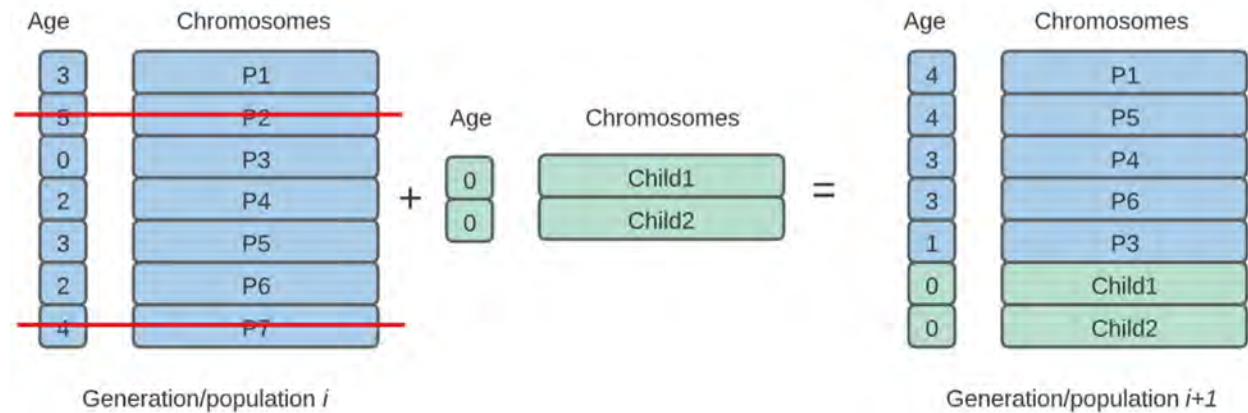 Age Chromosomes
3 P1
5 P2
0 P3
2 P4
3 P5
2 P6
4 P7
Generation/population i
+
Age Chromosomes
0 Child1
0 Child2
=
Age Chromosomes
4 P1
4 P5
3 P4
3 P6
1 P3
0 Child1
0 Child2
Generation/population i+1